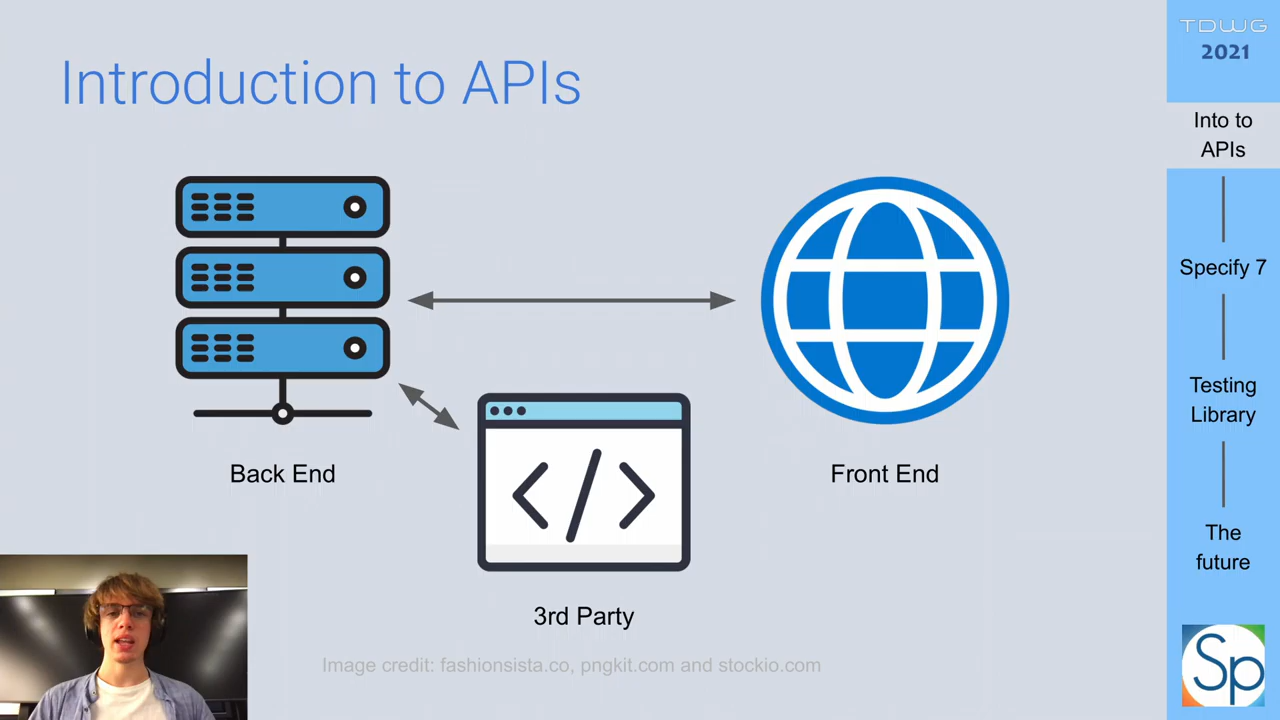 Introduction to APIs
Back End
</>
3rd Party
Front End
Image credit: fashionsista.co, pngkit.com and stockio.com
TDWG
2021
Into to
APIs
Specify 7
Testing
Library
The
future
Sp